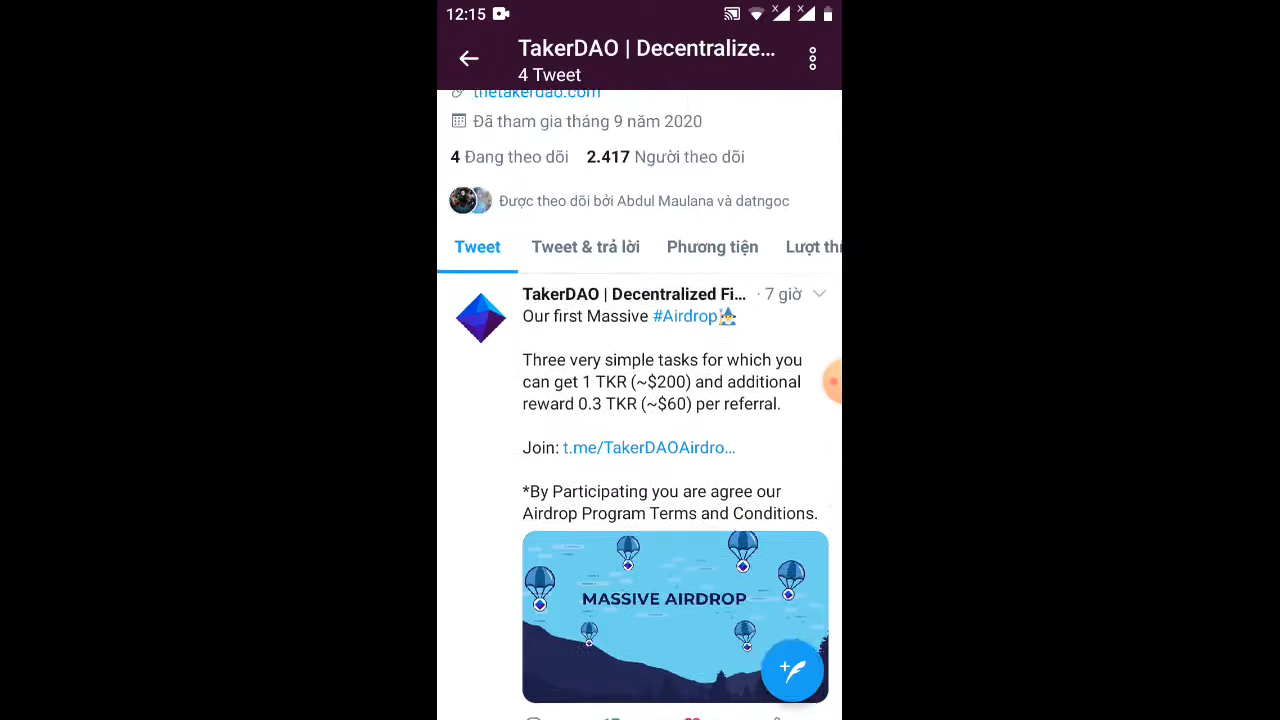 12:15
TakerDAO | Decentralize...
4 Tweet
thetakerdao.com
Đã tham gia tháng 9 năm 2020
4 Đang theo dõi 2.417 Người theo dõi
Được theo dõi bởi Abdul Maulana và datngoc
Tweet Tweet & trả lời Phương tiện Lượt thí
TakerDAO | Decentralized Fi... · 7 giờ
Our first Massive #Airdrop
Three very simple tasks for which you
can get 1 TKR (~$200) and additional
reward 0.3 TKR (~$60) per referral.
Join: t.me/TakerDAOAirdro...
*By Participating you are agree our
Airdrop Program Terms and Conditions.
MASSIVE AIRDROP